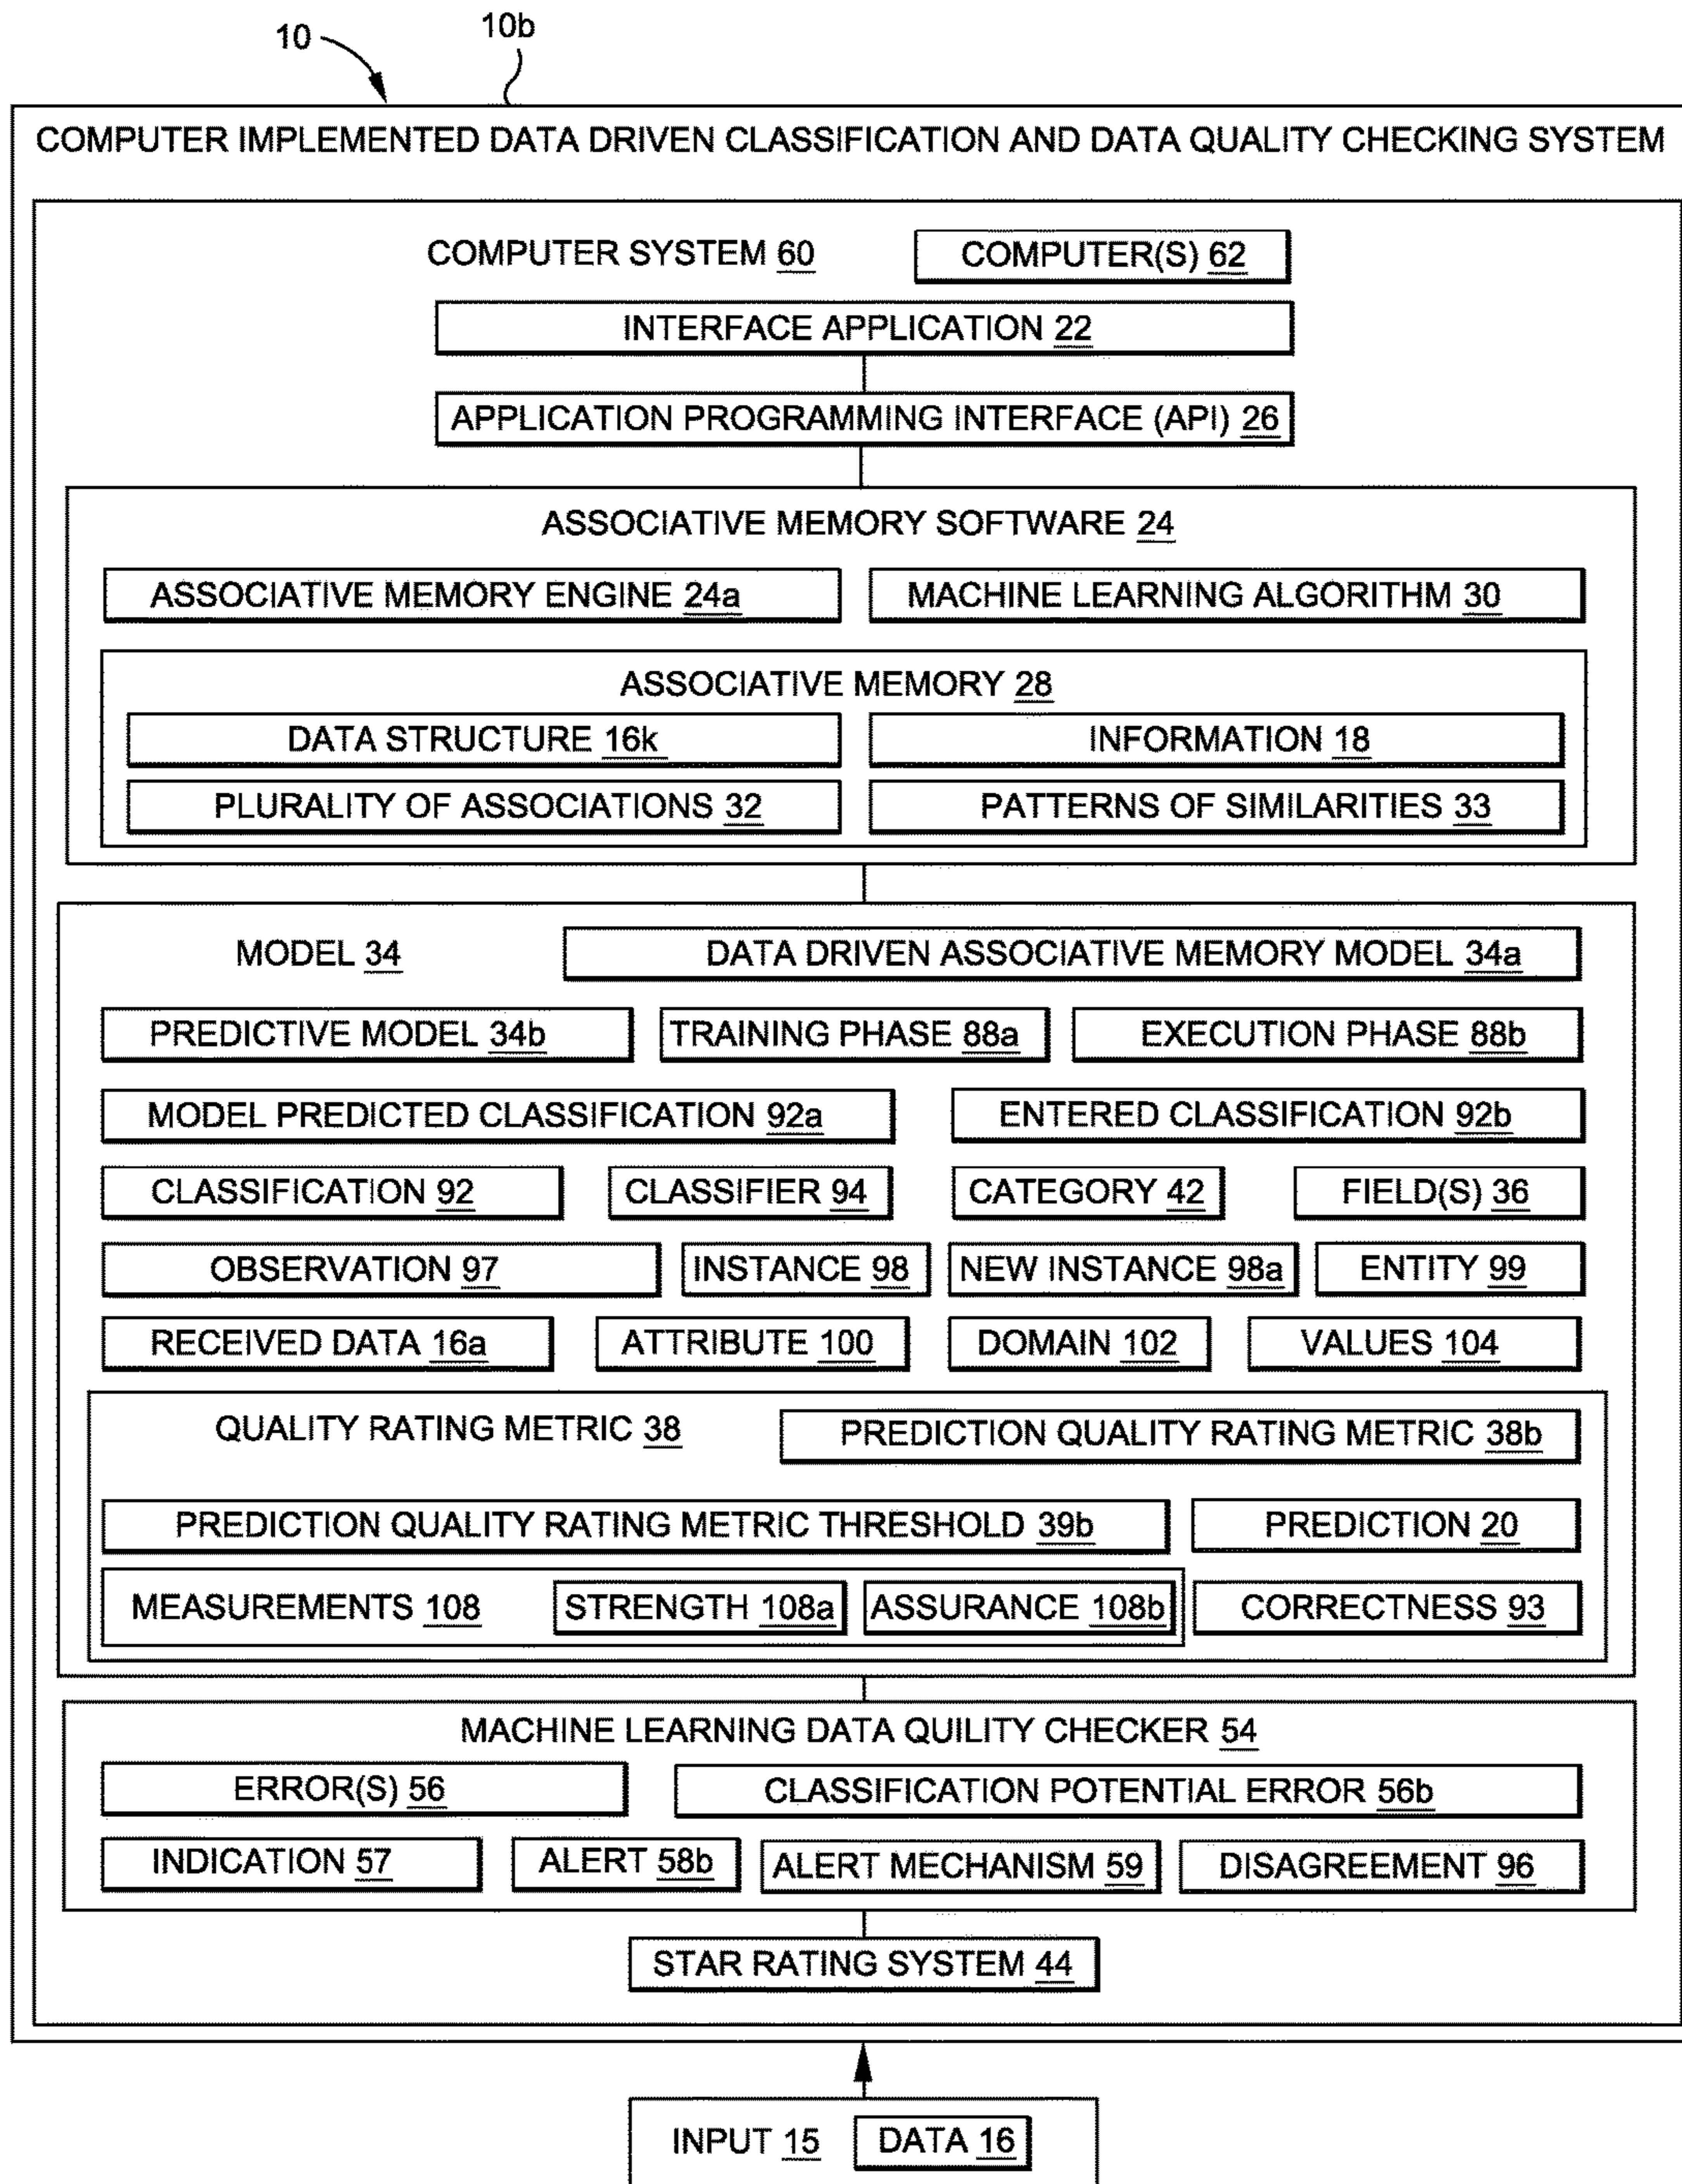 10
10b
COMPUTER IMPLEMENTED DATA DRIVEN CLASSIFICATION AND DATA QUALITY CHECKING SYSTEM
COMPUTER SYSTEM 60 COMPUTER(S) 62
INTERFACE APPLICATION 22
APPLICATION PROGRAMMING INTERFACE (API) 26
ASSOCIATIVE MEMORY SOFTWARE 24
ASSOCIATIVE MEMORY ENGINE 24a MACHINE LEARNING ALGORITHM 30
ASSOCIATIVE MEMORY 28
DATA STRUCTURE 16k INFORMATION 18
PLURALITY OF ASSOCIATIONS 32 PATTERNS OF SIMILARITIES 33
MODEL 34 DATA DRIVEN ASSOCIATIVE MEMORY MODEL 34a
PREDICTIVE MODEL 34b TRAINING PHASE 88a EXECUTION PHASE 88b
MODEL PREDICTED CLASSIFICATION 92a ENTERED CLASSIFICATION 92b
CLASSIFICATION 92 CLASSIFIER 94 CATEGORY 42 FIELD(S) 36
OBSERVATION 97 INSTANCE 98 NEW INSTANCE 98a ENTITY 99
RECEIVED DATA 16a ATTRIBUTE 100 DOMAIN 102 VALUES 104
QUALITY RATING METRIC 38 PREDICTION QUALITY RATING METRIC 38b
PREDICTION QUALITY RATING METRIC THRESHOLD 39b PREDICTION 20
MEASUREMENTS 108 STRENGTH 108a ASSURANCE 108b CORRECTNESS 93
MACHINE LEARNING DATA QUILITY CHECKER 54
ERROR(S) 56 CLASSIFICATION POTENTIAL ERROR 56b
INDICATION 57 ALERT 58b ALERT MECHANISM 59 DISAGREEMENT 96
STAR RATING SYSTEM 44
INPUT 15 DATA 16